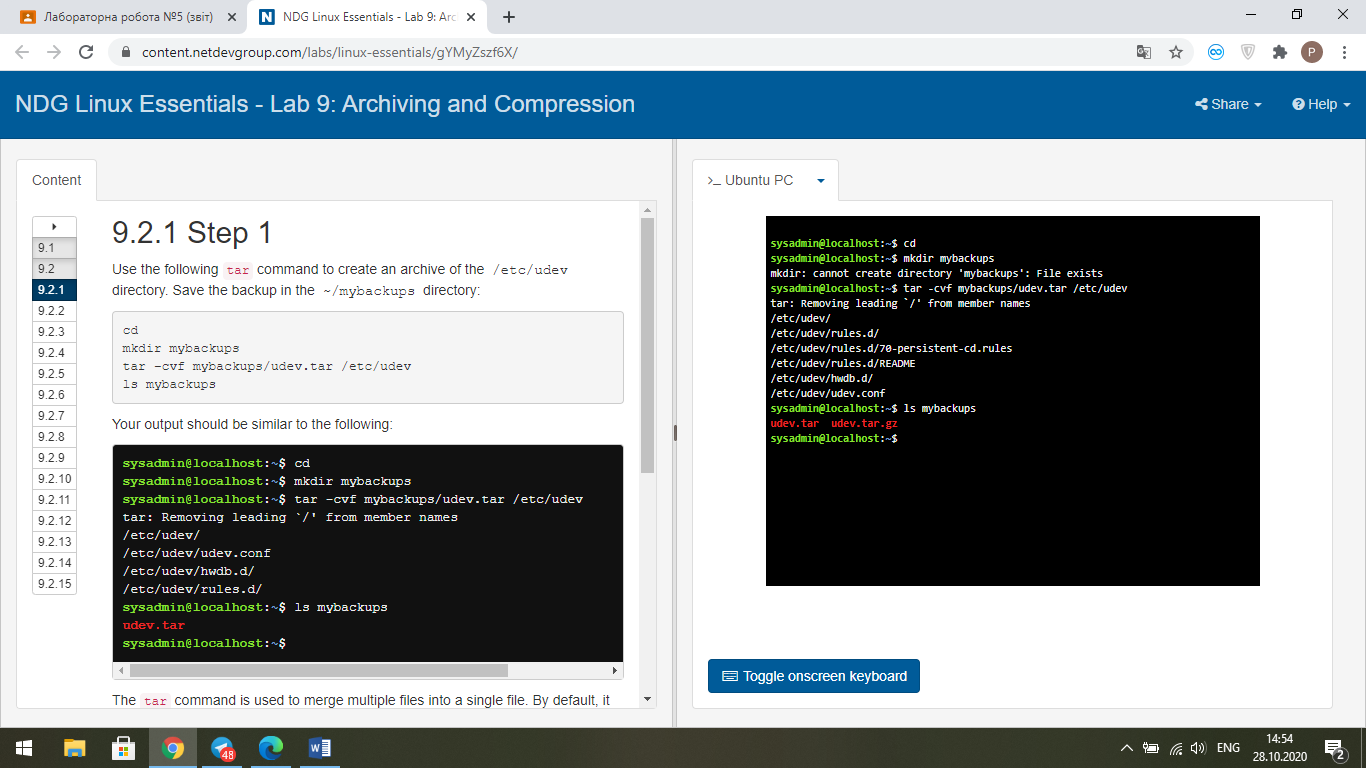 Лабораторна робота №5 (звіт)
NDG Linux Essentials - Lab 9: Arc
content.netdevgroup.com/labs/linux-essentials/gYMyZszf6X/
P
NDG Linux Essentials - Lab 9: Archiving and Compression
Share
Help
Content
9.1
9.2
9.2.1
9.2.2
9.2.3
9.2.4
9.2.5
9.2.6
9.2.7
9.2.8
9.2.9
9.2.10
9.2.11
9.2.12
9.2.13
9.2.14
9.2.15
9.2.1 Step 1
Use the following tar command to create an archive of the /etc/udev
directory. Save the backup in the ~/mybackups directory:
cd
mkdir mybackups
tar -cvf mybackups/udev.tar /etc/udev
ls mybackups
Your output should be similar to the following:
sysadmin@localhost:~$ cd
sysadmin@localhost:~$ mkdir mybackups
sysadmin@localhost:~$ tar -cvf mybackups/udev.tar /etc/udev
tar: Removing leading `/' from member names
/etc/udev/
/etc/udev/udev.conf
/etc/udev/hwdb.d/
/etc/udev/rules.d/
sysadmin@localhost:~$ ls mybackups
udev.tar
sysadmin@localhost:~$
The tar command is used to merge multiple files into a single file. By default, it
>_ Ubuntu PC
sysadmin@localhost:~$ cd
sysadmin@localhost:~$ mkdir mybackups
mkdir: cannot create directory 'mybackups': File exists
sysadmin@localhost:~$ tar -cvf mybackups/udev.tar /etc/udev
tar: Removing leading `/' from member names
/etc/udev/
/etc/udev/rules.d/
/etc/udev/rules.d/70-persistent-cd.rules
/etc/udev/rules.d/README
/etc/udev/hwdb.d/
/etc/udev/udev.conf
sysadmin@localhost:~$ ls mybackups
udev.tar udev.tar.gz
sysadmin@localhost:~$
Toggle onscreen keyboard
48
ENG
14:54
28.10.2020
2